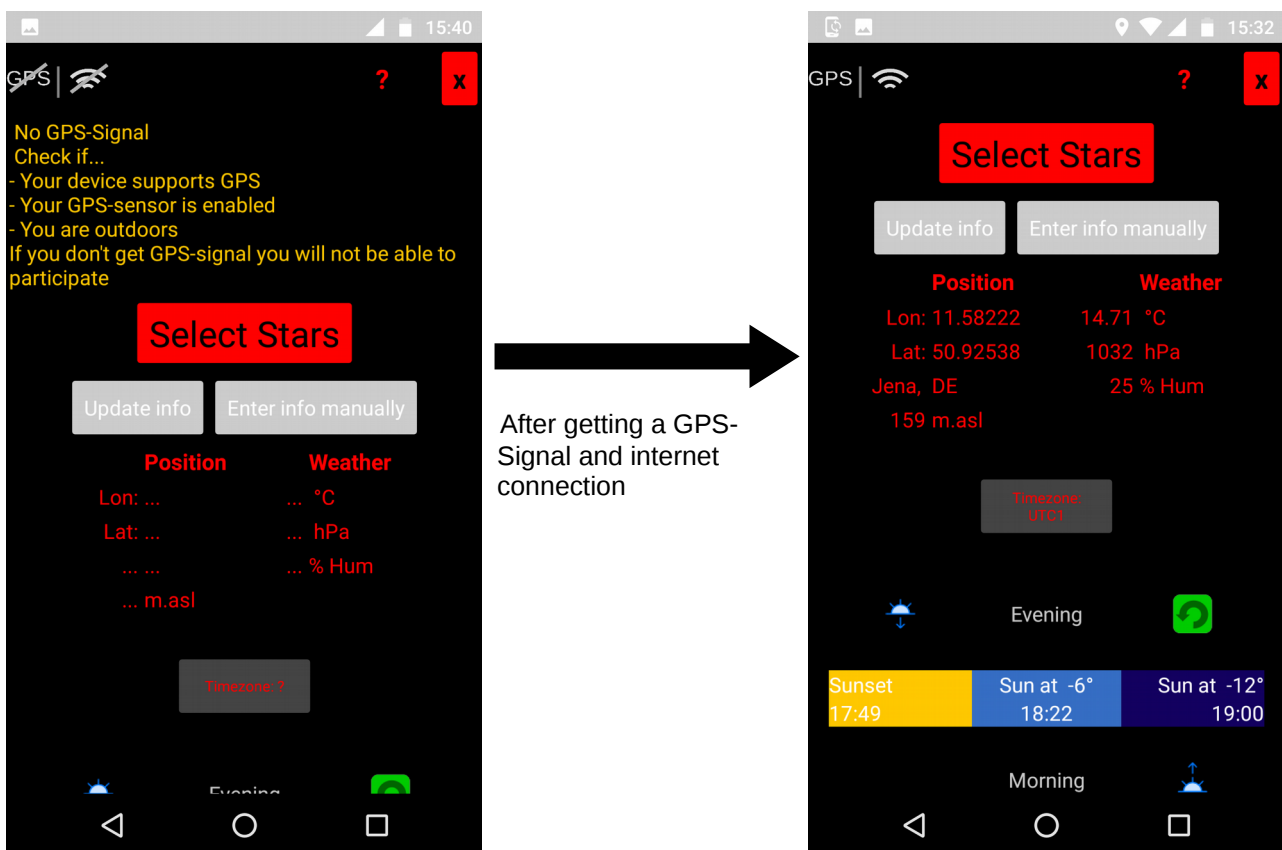 15:40
GPS
?
x
No GPS-Signal
Check if...
- Your device supports GPS
- Your GPS-sensor is enabled
- You are outdoors
If you don't get GPS-signal you will not be able to
participate
Select Stars
Update info Enter info manually
Position Weather
Lon: ... ... °C
Lat: ... ... hPa
... ... ... % Hum
... m.asl
Timezone: ?
Evening
After getting a GPS-
Signal and internet
connection
15:32
GPS
?
x
Select Stars
Update info Enter info manually
Position Weather
Lon: 11.58222 14.71 °C
Lat: 50.92538 1032 hPa
Jena, DE 25 % Hum
159 m.asl
Timezone:
UTC1
Evening
Sunset Sun at -6° Sun at -12°
17:49 18:22 19:00
Morning